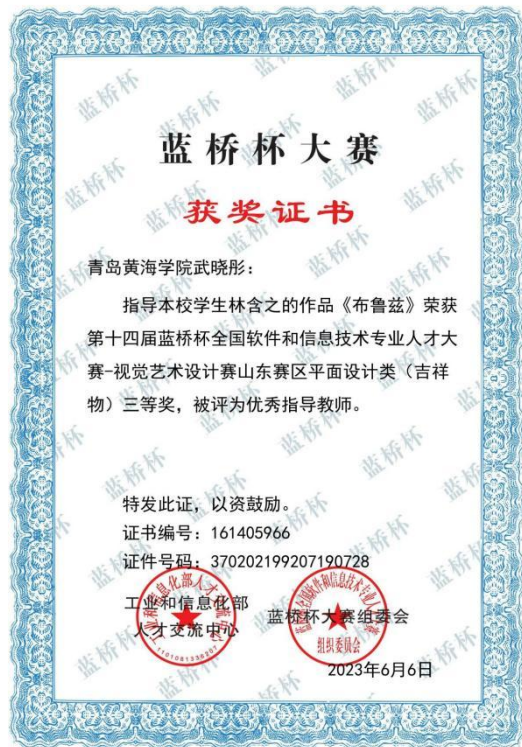 蓝桥杯大赛
获奖证书
青岛黄海学院武晓彤：
指导本校学生林含之的作品《布鲁兹》荣获
第十四届蓝桥杯全国软件和信息技术专业人才大
赛-视觉艺术设计赛山东赛区平面设计类（吉祥
物）三等奖，被评为优秀指导教师。
特发此证，以资鼓励。
证书编号：161405966
证件号码：370202199207190728
工业和信息化部
人才交流中心
蓝桥杯大赛组委会
组织委员会
2023年6月6日